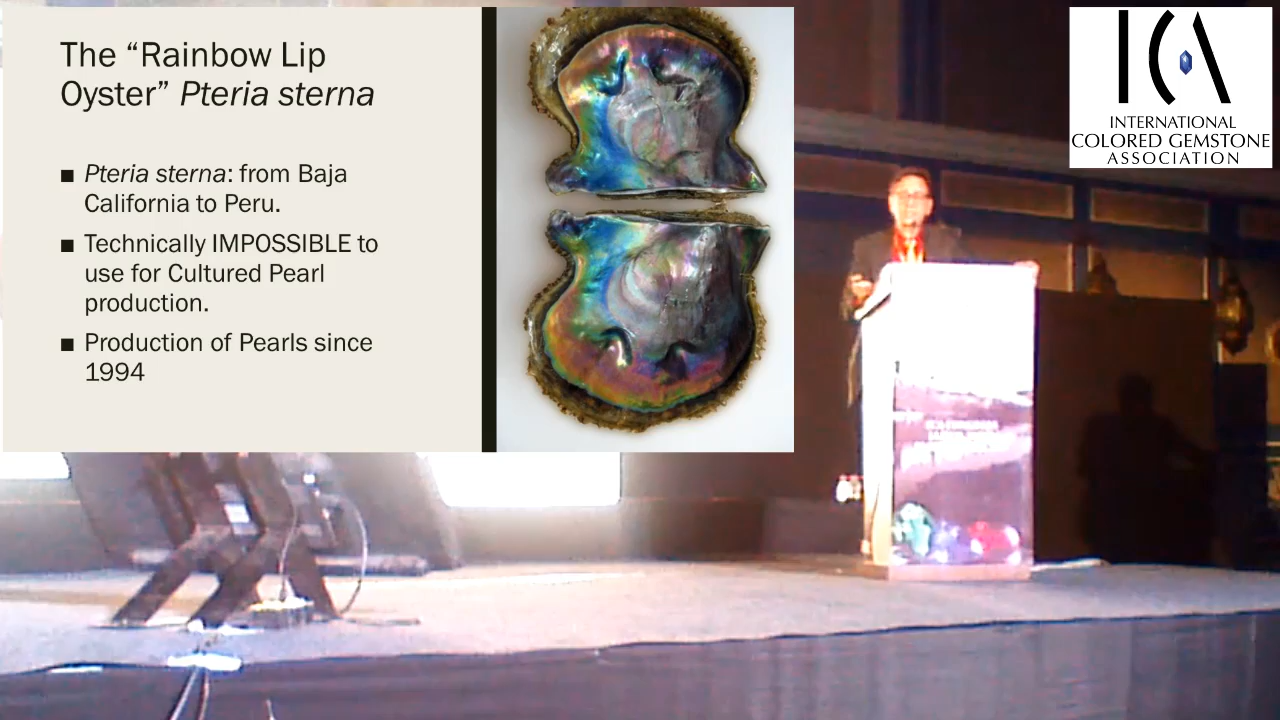 The “Rainbow Lip
Oyster” Pteria sterna
■ Pteria sterna: from Baja
California to Peru.
■ Technically IMPOSSIBLE to
use for Cultured Pearl
production.
■ Production of Pearls since
1994
ICA
INTERNATIONAL
COLORED GEMSTONE
ASSOCIATION